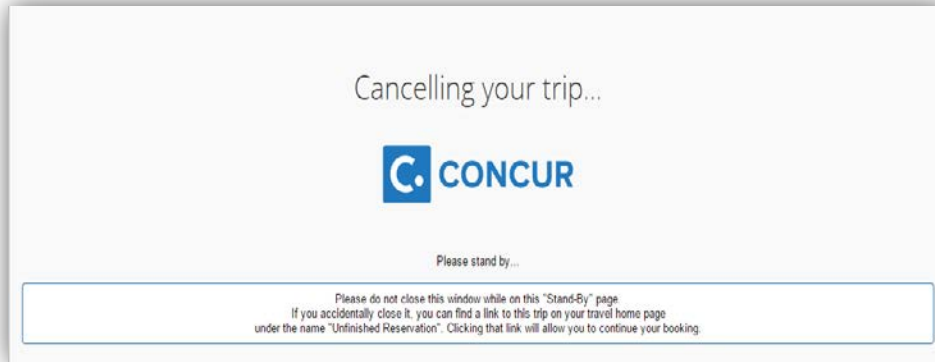 Cancelling your trip...
C. CONCUR
Please stand by...
Please do not close this window while on this "Stand-By" page
If you accidentally close it, you can find a link to this trip on your travel home page
under the name "Unfinished Reservation". Clicking that link will allow you to continue your booking.